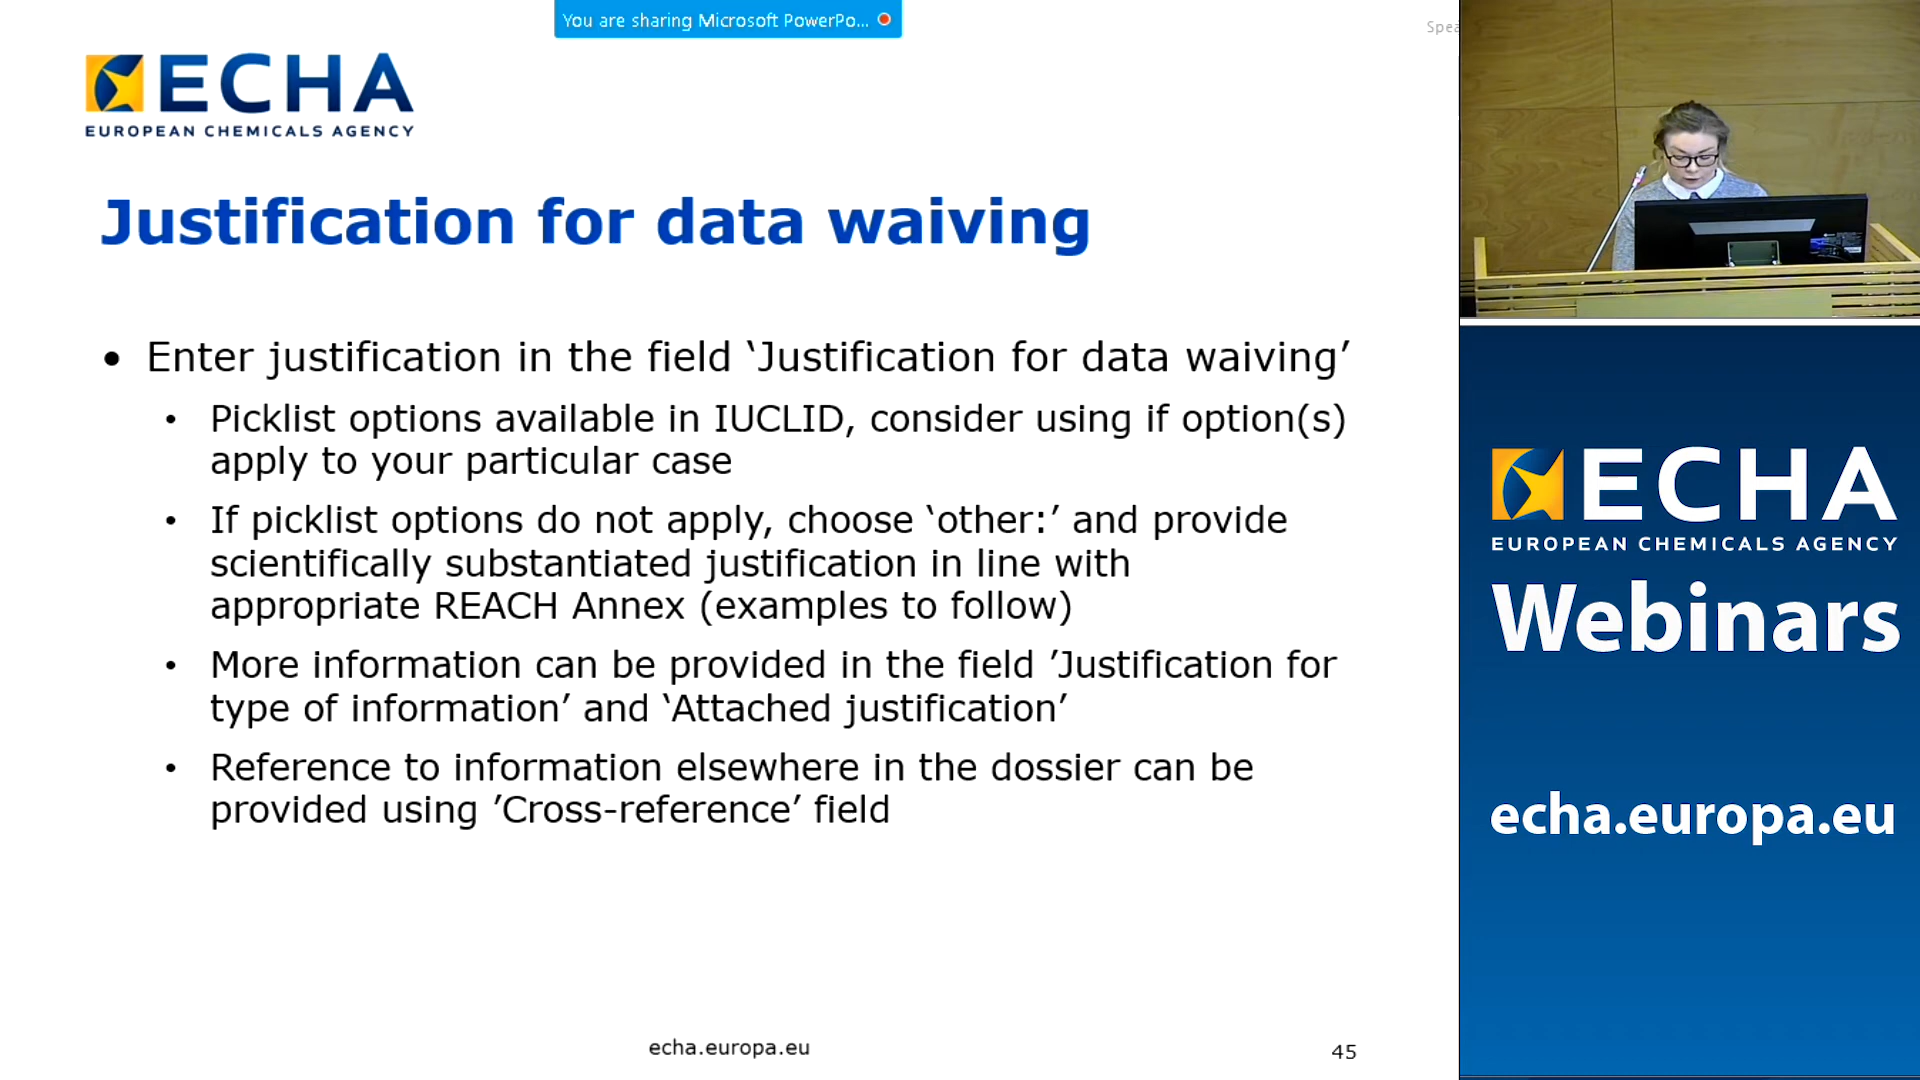 You are sharing Microsoft PowerPo...
Spea
ECHA
EUROPEAN CHEMICALS AGENCY
Justification for data waiving
• Enter justification in the field ‘Justification for data waiving’
• Picklist options available in IUCLID, consider using if option(s)
apply to your particular case
• If picklist options do not apply, choose ‘other:’ and provide
scientifically substantiated justification in line with
appropriate REACH Annex (examples to follow)
• More information can be provided in the field ’Justification for
type of information’ and ‘Attached justification’
• Reference to information elsewhere in the dossier can be
provided using ’Cross-reference’ field
echa.europa.eu
45
ECHA
EUROPEAN CHEMICALS AGENCY
Webinars
echa.europa.eu